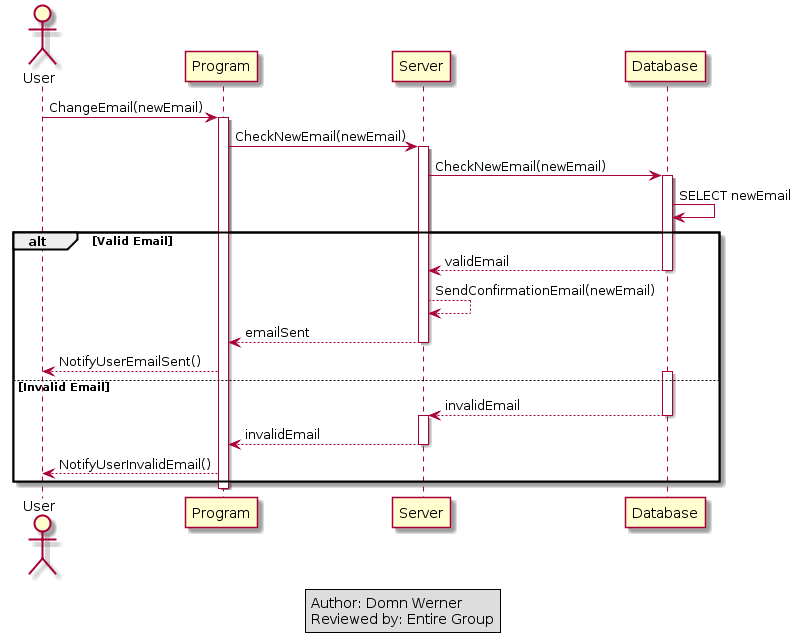 User
Program
Server
Database
ChangeEmail(newEmail)
CheckNewEmail(newEmail)
CheckNewEmail(newEmail)
SELECT newEmail
alt
[Valid Email]
validEmail
SendConfirmationEmail(newEmail)
emailSent
NotifyUserEmailSent()
[Invalid Email]
invalidEmail
invalidEmail
NotifyUserInvalidEmail()
User
Program
Server
Database
Author: Domn Werner
Reviewed by: Entire Group